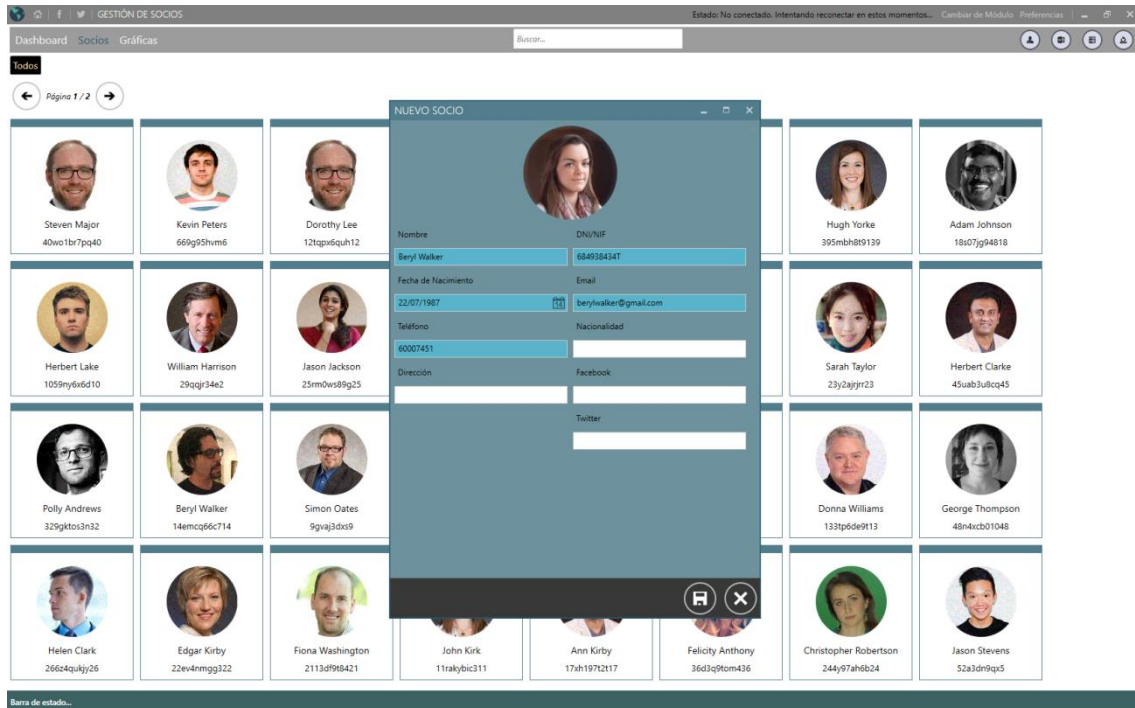 GESTIÓN DE SOCIOS
Estado: No conectado. Intentando reconectar en estos momentos... Cambiar de Módulo Preferencias
Dashboard Socios Gráficas
Buscar...
Todos
Página 1 / 2
NUEVO SOCIO
Nombre DNI/NIF
Beryl Walker 684938434T
Fecha de Nacimiento Email
22/07/1987 14 berylwalker@gmail.com
Teléfono Nacionalidad
60007451
Dirección Facebook
Twitter
Steven Major Kevin Peters Dorothy Lee Hugh Yorke Adam Johnson
40wo1br7pq40 669g95hvm6 12tqpx6quh12 395mbh8t9139 18s07jg94818
Herbert Lake William Harrison Jason Jackson Sarah Taylor Herbert Clarke
1059ny6x6d10 29qqjr34e2 25rm0ws89g25 23y2ajrjrr23 45uab3u8cq45
Polly Andrews Beryl Walker Simon Oates Donna Williams George Thompson
329gktos3n32 14emcq66c714 9gvaj3dxs9 133tp6de9t13 48n4xcb01048
Helen Clark Edgar Kirby Fiona Washington John Kirk Ann Kirby Felicity Anthony Christopher Robertson Jason Stevens
266z4qukjy26 22ev4nmgg322 2113df9t8421 11rakybic311 17xh197t2t17 36d3q9tom436 244y97ah6b24 52a3dn9qx5
Barra de estado...